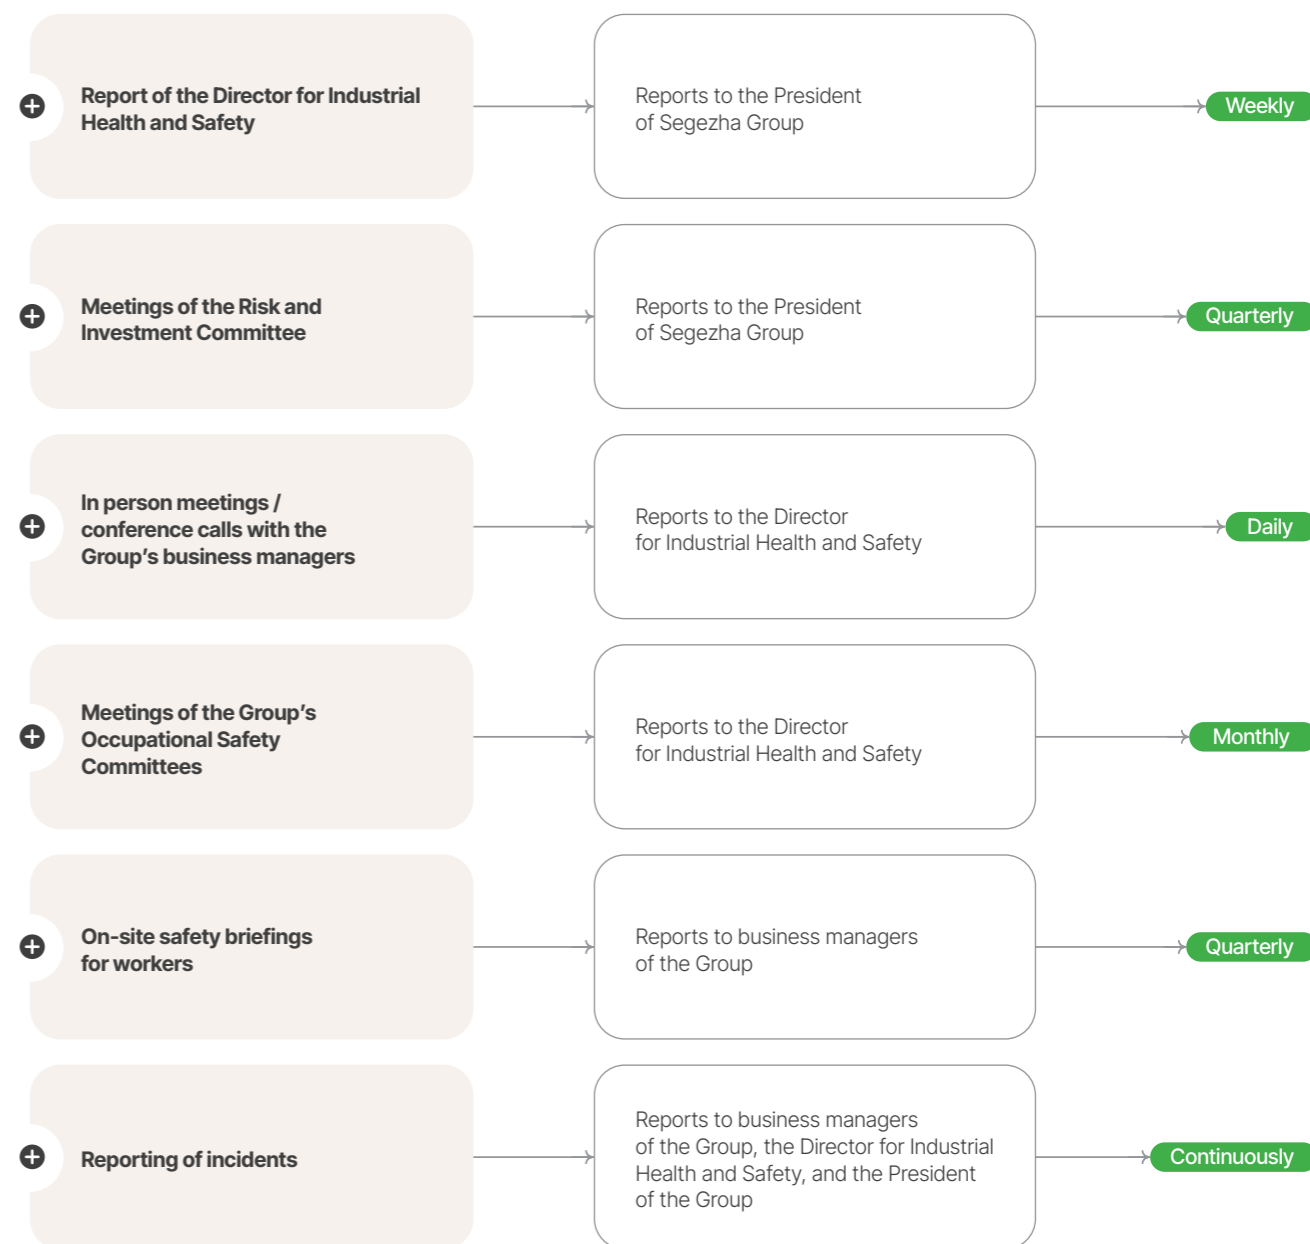 Report of the Director for Industrial
Health and Safety
Reports to the President
of Segezha Group
Weekly
Meetings of the Risk and
Investment Committee
Reports to the President
of Segezha Group
Quarterly
In person meetings /
conference calls with the
Group’s business managers
Reports to the Director
for Industrial Health and Safety
Daily
Meetings of the Group’s
Occupational Safety
Committees
Reports to the Director
for Industrial Health and Safety
Monthly
On-site safety briefings
for workers
Reports to business managers
of the Group
Quarterly
Reporting of incidents
Reports to business managers
of the Group, the Director for Industrial
Health and Safety, and the President
of the Group
Continuously